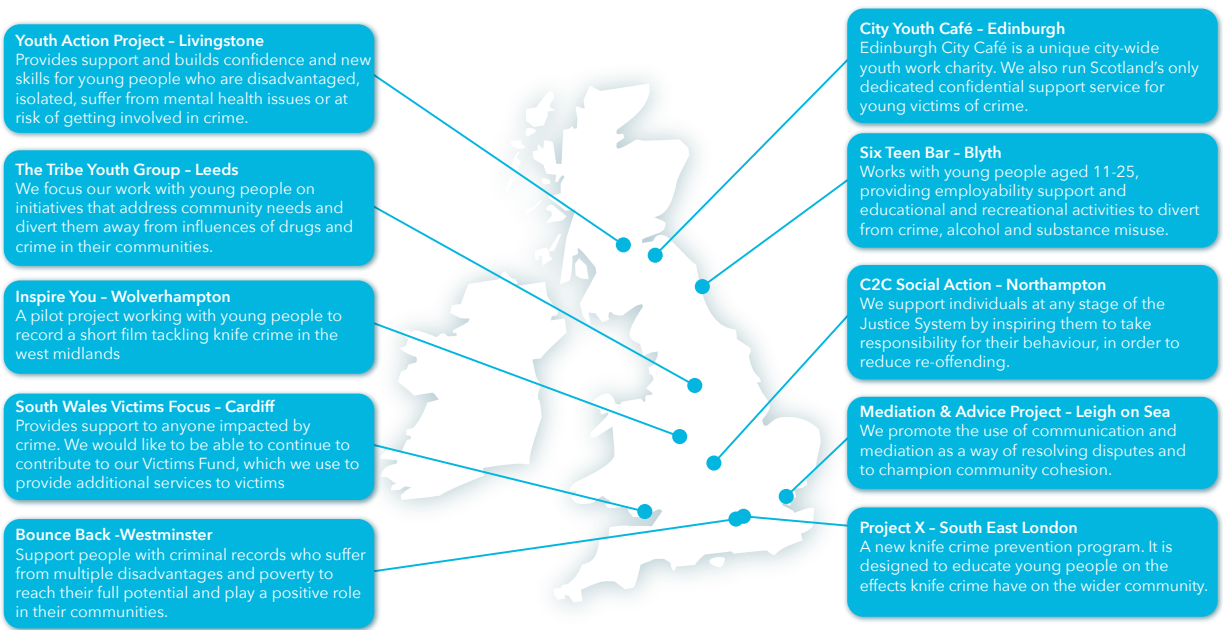 Youth Action Project – Livingstone
Provides support and builds confidence and new
skills for young people who are disadvantaged,
isolated, suffer from mental health issues or at
risk of getting involved in crime.
The Tribe Youth Group – Leeds
We focus our work with young people on
initiatives that address community needs and
divert them away from influences of drugs and
crime in their communities.
Inspire You – Wolverhampton
A pilot project working with young people to
record a short film tackling knife crime in the
west midlands
South Wales Victims Focus – Cardiff
Provides support to anyone impacted by
crime. We would like to be able to continue to
contribute to our Victims Fund, which we use to
provide additional services to victims
Bounce Back -Westminster
Support people with criminal records who suffer
from multiple disadvantages and poverty to
reach their full potential and play a positive role
in their communities.
City Youth Café – Edinburgh
Edinburgh City Café is a unique city-wide
youth work charity. We also run Scotland's only
dedicated confidential support service for
young victims of crime.
Six Teen Bar – Blyth
Works with young people aged 11-25,
providing employability support and
educational and recreational activities to divert
from crime, alcohol and substance misuse.
C2C Social Action – Northampton
We support individuals at any stage of the
Justice System by inspiring them to take
responsibility for their behaviour, in order to
reduce re-offending.
Mediation & Advice Project – Leigh on Sea
We promote the use of communication and
mediation as a way of resolving disputes and
to champion community cohesion.
Project X – South East London
A new knife crime prevention program. It is
designed to educate young people on the
effects knife crime have on the wider community.